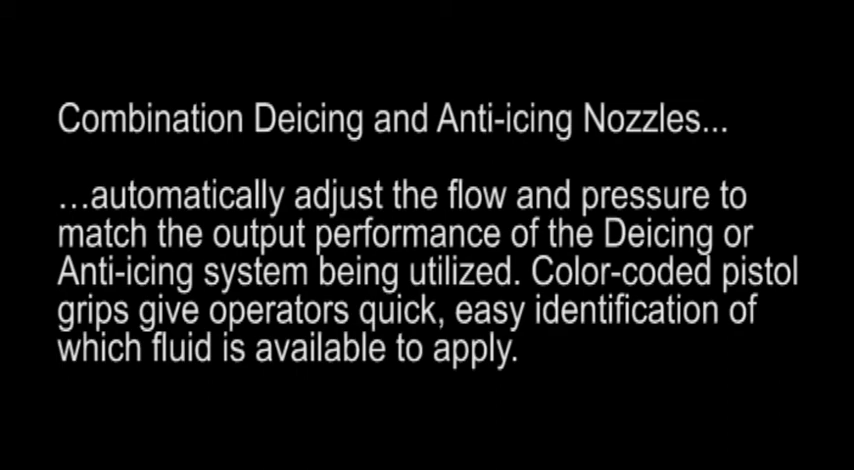 Combination Deicing and Anti-icing Nozzles...
…automatically adjust the flow and pressure to
match the output performance of the Deicing or
Anti-icing system being utilized. Color-coded pistol
grips give operators quick, easy identification of
which fluid is available to apply.